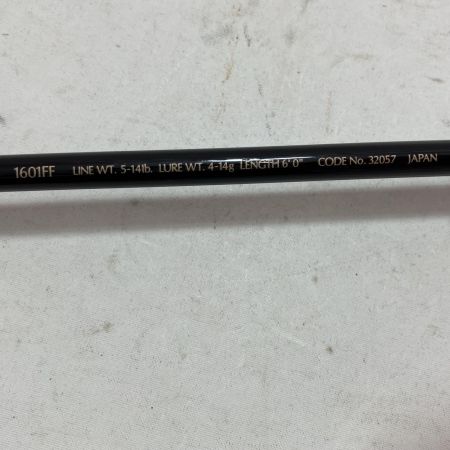 1601FF LINE WT. 5-14lb. LURE WT. 4-14g LENGTH 6'0" CODE No. 32057 JAPAN